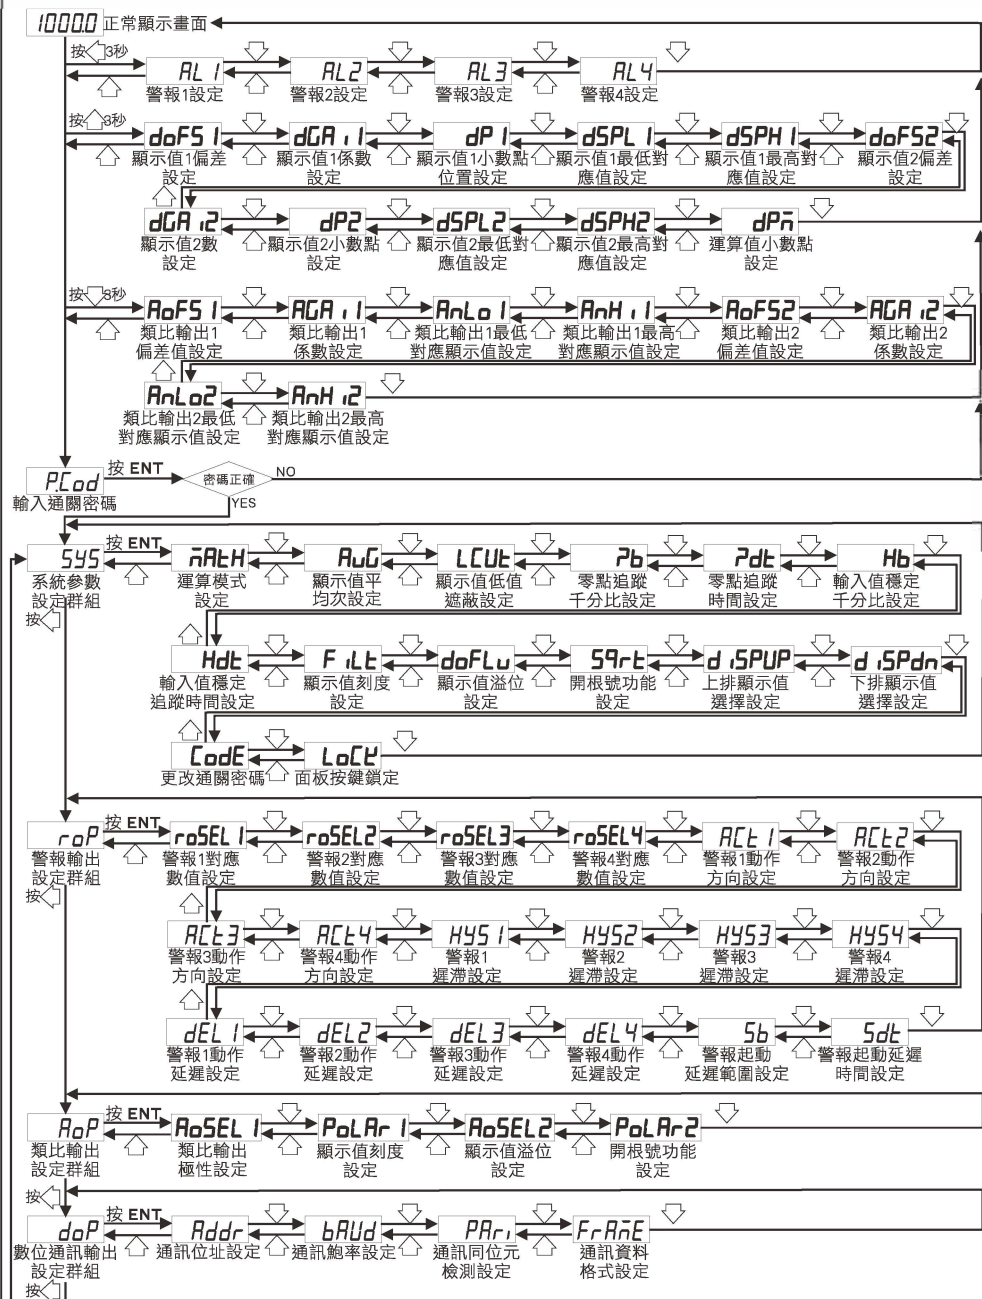 1000.0 正常顯示畫面
按 3秒
AL1 AL2 AL3 AL4
警報1設定 警報2設定 警報3設定 警報4設定
按 3秒
doFS1 dGAi1 dP1 dSPL1 dSPH1 doFS2
顯示值1偏差 顯示值1係數 顯示值1小數點 顯示值1最低對 顯示值1最高對 顯示值2偏差
設定 設定 位置設定 應值設定 應值設定 設定
dGAi2 dP2 dSPL2 dSPH2 dPn̄
顯示值2數 顯示值2小數點 顯示值2最低對 顯示值2最高對 運算值小數點
設定 設定 應值設定 應值設定 設定
按 3秒
AoFS1 AGAi1 AnLo1 AnHi1 AoFS2 AGAi2
類比輸出1 類比輸出1 類比輸出1最低 類比輸出1最高 類比輸出2 類比輸出2
偏差值設定 係數設定 對應顯示值設定 對應顯示值設定 偏差值設定 係數設定
AnLo2 AnHi2
類比輸出2最低 類比輸出2最高
對應顯示值設定 對應顯示值設定
P.Cod 按 ENT 密碼正確 NO
輸入通關密碼 YES
SYS 按 ENT n̄AtH AvG LCUt Zb Zdt Hb
系統參數 運算模式 顯示值平 顯示值低值 零點追蹤 零點追蹤 輸入值穩定
設定群組 設定 均次設定 遮蔽設定 千分比設定 時間設定 千分比設定
按
Hdt FiLt doFLv Sqrt diSPUP diSPdn
輸入值穩定 顯示值刻度 顯示值溢位 開根號功能 上排顯示值 下排顯示值
追蹤時間設定 設定 設定 設定 選擇設定 選擇設定
CodE LoCK
更改通關密碼 面板按鍵鎖定
roP 按 ENT roSEL1 roSEL2 roSEL3 roSEL4 ACt1 ACt2
警報輸出 警報1對應 警報2對應 警報3對應 警報4對應 警報1動作 警報2動作
設定群組 數值設定 數值設定 數值設定 數值設定 方向設定 方向設定
按
ACt3 ACt4 HYS1 HYS2 HYS3 HYS4
警報3動作 警報4動作 警報1 警報2 警報3 警報4
方向設定 方向設定 遲滯設定 遲滯設定 遲滯設定 遲滯設定
dEL1 dEL2 dEL3 dEL4 Sb Sdt
警報1動作 警報2動作 警報3動作 警報4動作 警報起動 警報起動延遲
延遲設定 延遲設定 延遲設定 延遲設定 延遲範圍設定 時間設定
AoP 按 ENT AoSEL1 PoLAr1 AoSEL2 PoLAr2
類比輸出 類比輸出 顯示值刻度 顯示值溢位 開根號功能
設定群組 極性設定 設定 設定 設定
按
doP 按 ENT Addr bAUd PAri FrAn̄E
數位通訊輸出 通訊位址設定 通訊鮑率設定 通訊同位元 通訊資料
設定群組 檢測設定 格式設定
按